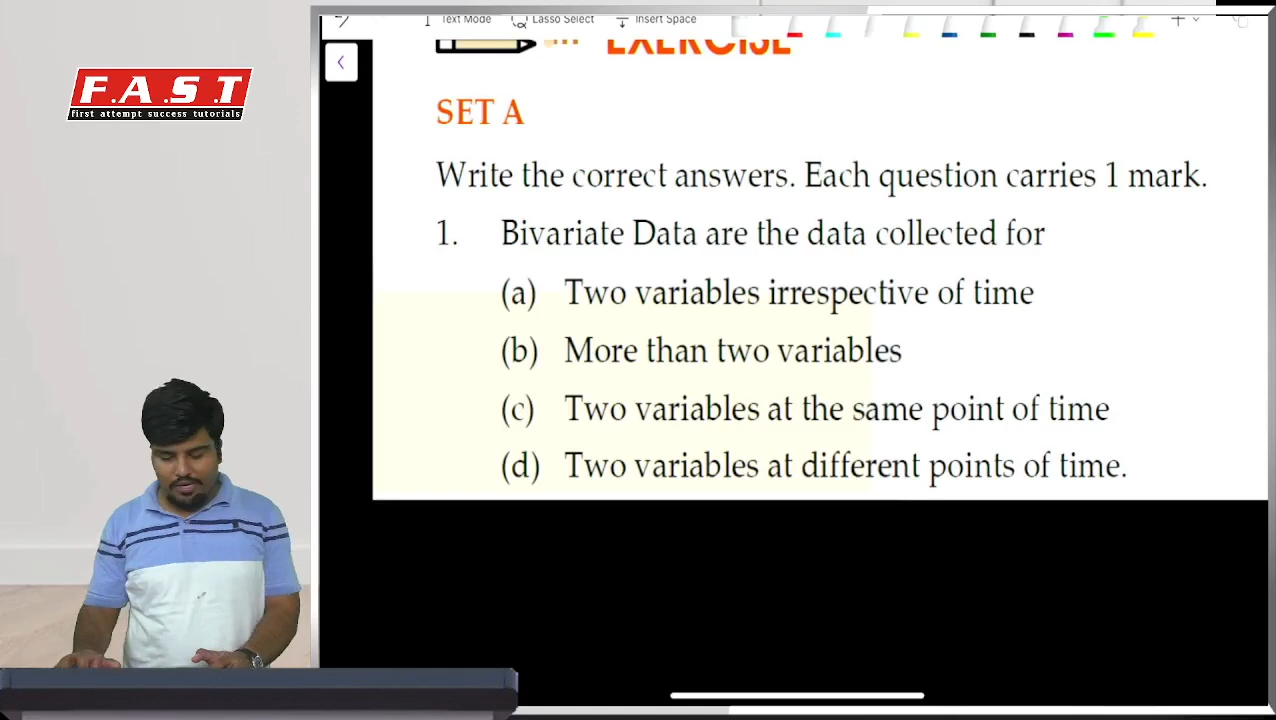 Text Mode
Lasso Select
Insert Space
EXERCISE
F.A.S.T
first attempt success tutorials
SET A
Write the correct answers. Each question carries 1 mark.
1. Bivariate Data are the data collected for
(a) Two variables irrespective of time
(b) More than two variables
(c) Two variables at the same point of time
(d) Two variables at different points of time.